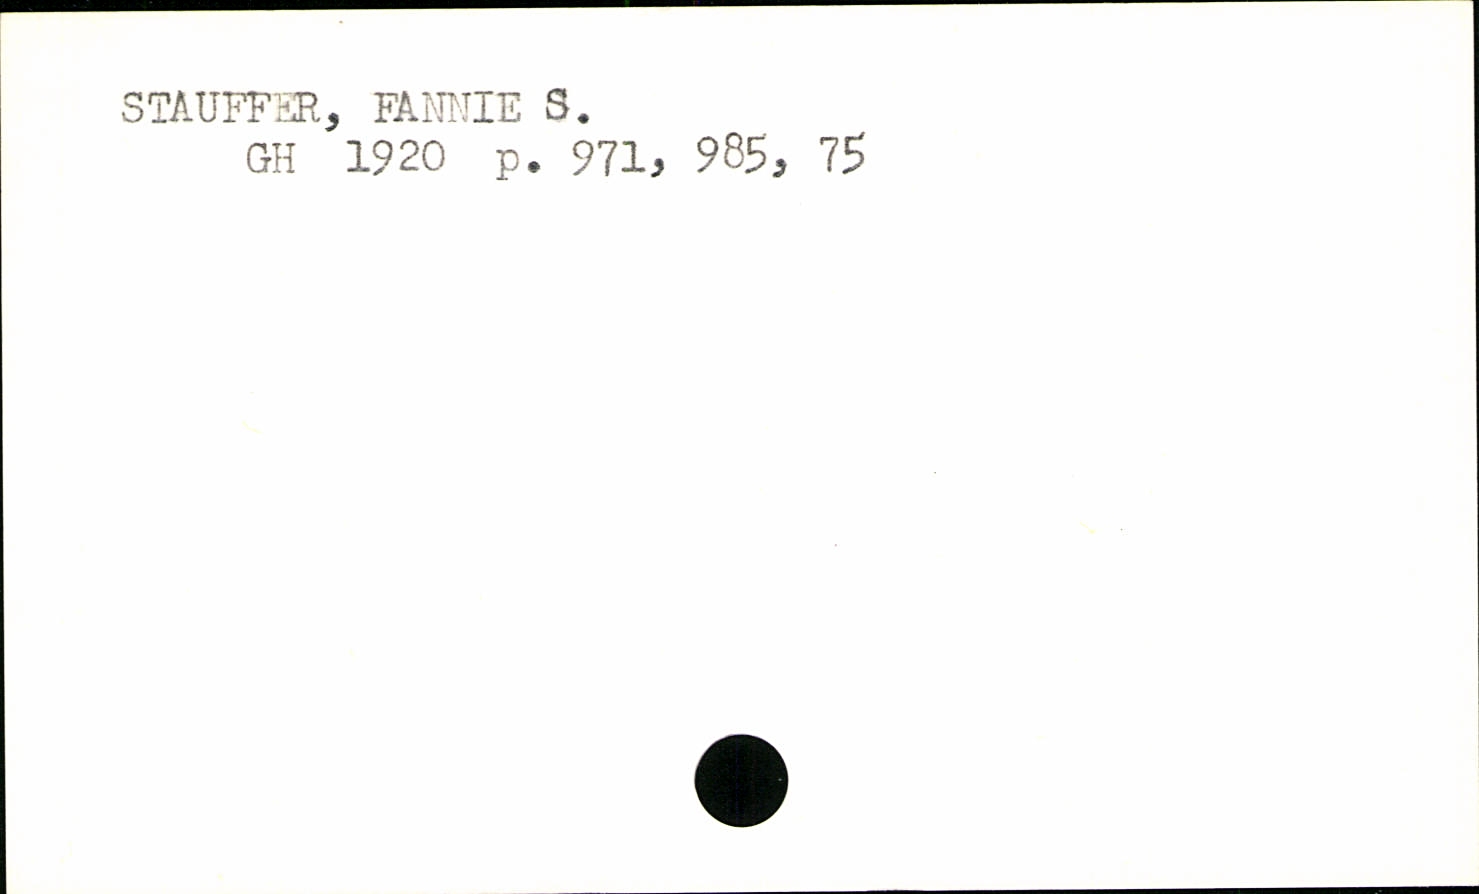 STAUFFER, FANNIE S.
GH 1920 p. 971, 985, 75